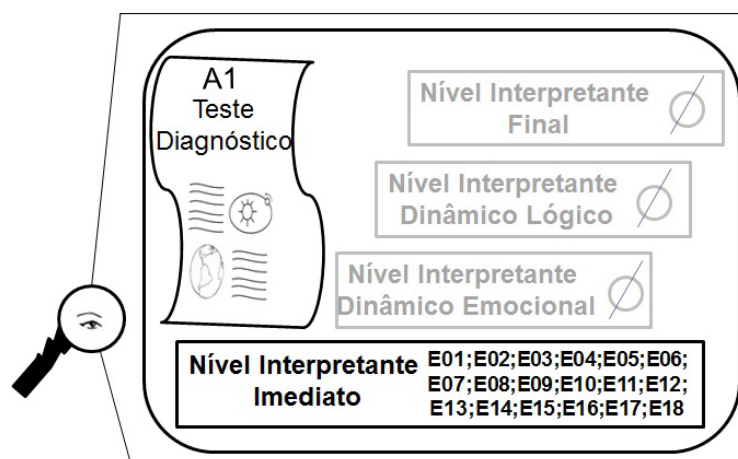 A1
Teste
Diagnóstico
Nível Interpretante
Final
Nível Interpretante
Dinâmico Lógico
Nível Interpretante
Dinâmico Emocional
Nível Interpretante
Imediato
E01;E02;E03;E04;E05;E06;
E07;E08;E09;E10;E11;E12;
E13;E14;E15;E16;E17;E18